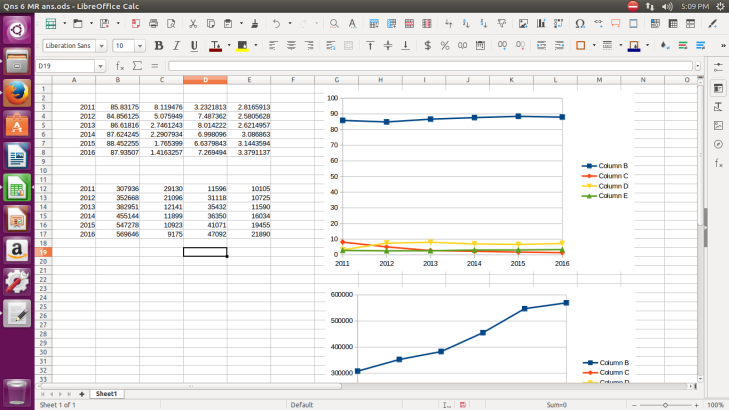 Qns 6 MR ans.ods - LibreOffice Calc
5:09 PM
Liberation Sans
10
B I U
$ % 0.0
D19
A B C D E F G H I J K L M N O
1
2
3 2011 85.83175 8.119476 3.2321813 2.8165913
4 2012 84.856125 5.075949 7.487362 2.5805628
5 2013 86.61816 2.7461243 8.014222 2.6214957
6 2014 87.624245 2.2907934 6.998096 3.086863
7 2015 88.452255 1.765399 6.6379843 3.1443594
8 2016 87.93507 1.4163257 7.269494 3.3791137
9
10
11
12 2011 307936 29130 11596 10105
13 2012 352668 21096 31118 10725
14 2013 382951 12141 35432 11590
15 2014 455144 11899 36350 16034
16 2015 547278 10923 41071 19455
17 2016 569646 9175 47092 21890
18
19
20
21
22
23
24
25
26
27
28
29
30
31
32
33
100
90
80
70
60
50
40
30
20
10
0
2011 2012 2013 2014 2015 2016
Column B
Column C
Column D
Column E
600000
500000
400000
300000
Column B
Column C
Column D
Sheet1
Sheet 1 of 1 Default Sum=0 100%